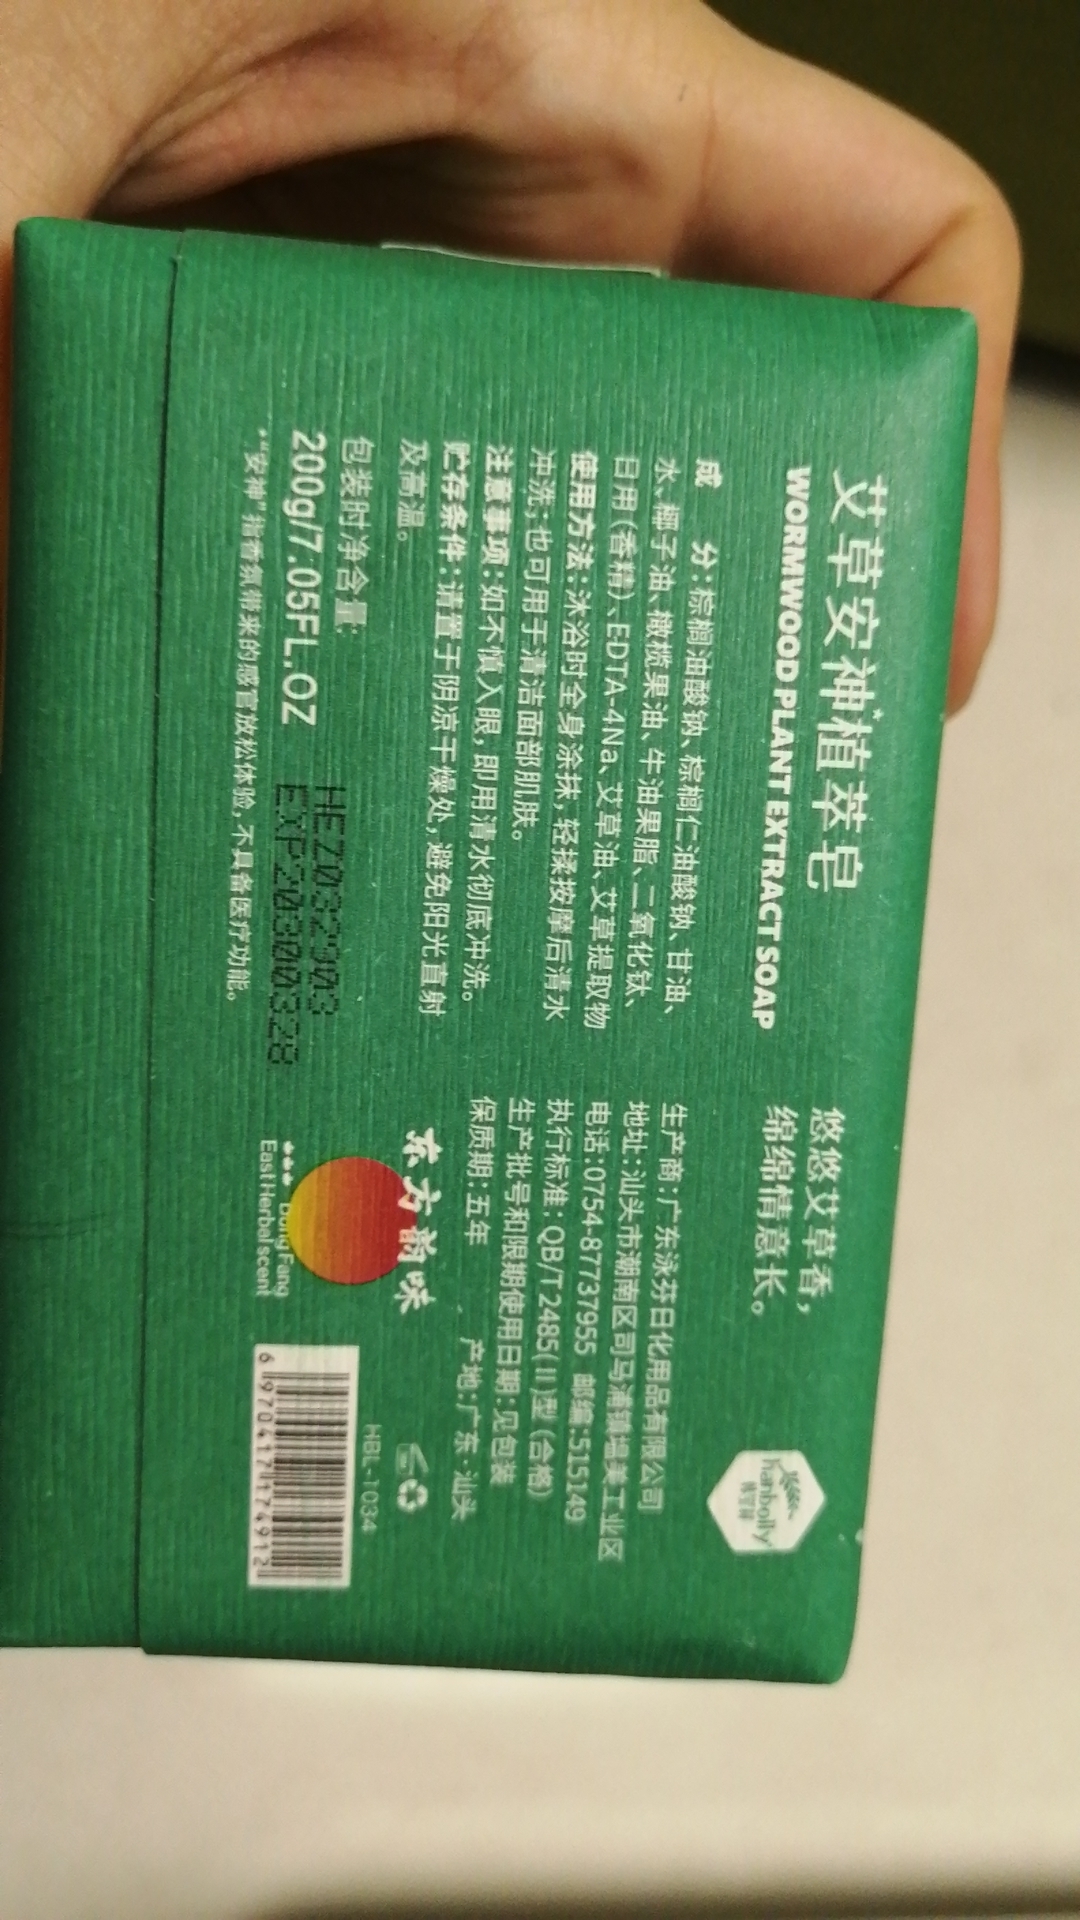 艾草安神*植萃皂
WORMWOOD PLANT EXTRACT SOAP
成 分:棕榈油酸钠、棕榈仁油酸钠、甘油、
水、椰子油、橄榄果油、牛油果脂、二氧化钛、
日用(香精)、EDTA-4Na、艾草油、艾草提取物
使用方法:沐浴时全身涂抹,轻揉按摩后清水
冲洗;也可用于清洁面部肌肤。
注意事项:如不慎入眼,即用清水彻底冲洗。
贮存条件:请置于阴凉干燥处,避免阳光直射
及高温。
包装时净含量:
200g/7.05FL.OZ
HEZ032903
EXP20300328
*“安神”指香氛带来的感官放松体验,不具备医疗功能。
悠悠艾草香,
绵绵情意长。
hanbolly
生产商:广东泳芬日化用品有限公司
地址:汕头市潮南区司马浦镇塭美工业区
电话:0754-87737955 邮编:515149
执行标准:QB/T 2485(II)型(合格)
生产批号和限期使用日期:见包装
保质期:五年 产地:广东·汕头
东方韵味
Dong Fang
East Herbal scent
HBL-1034
6 970417 174912